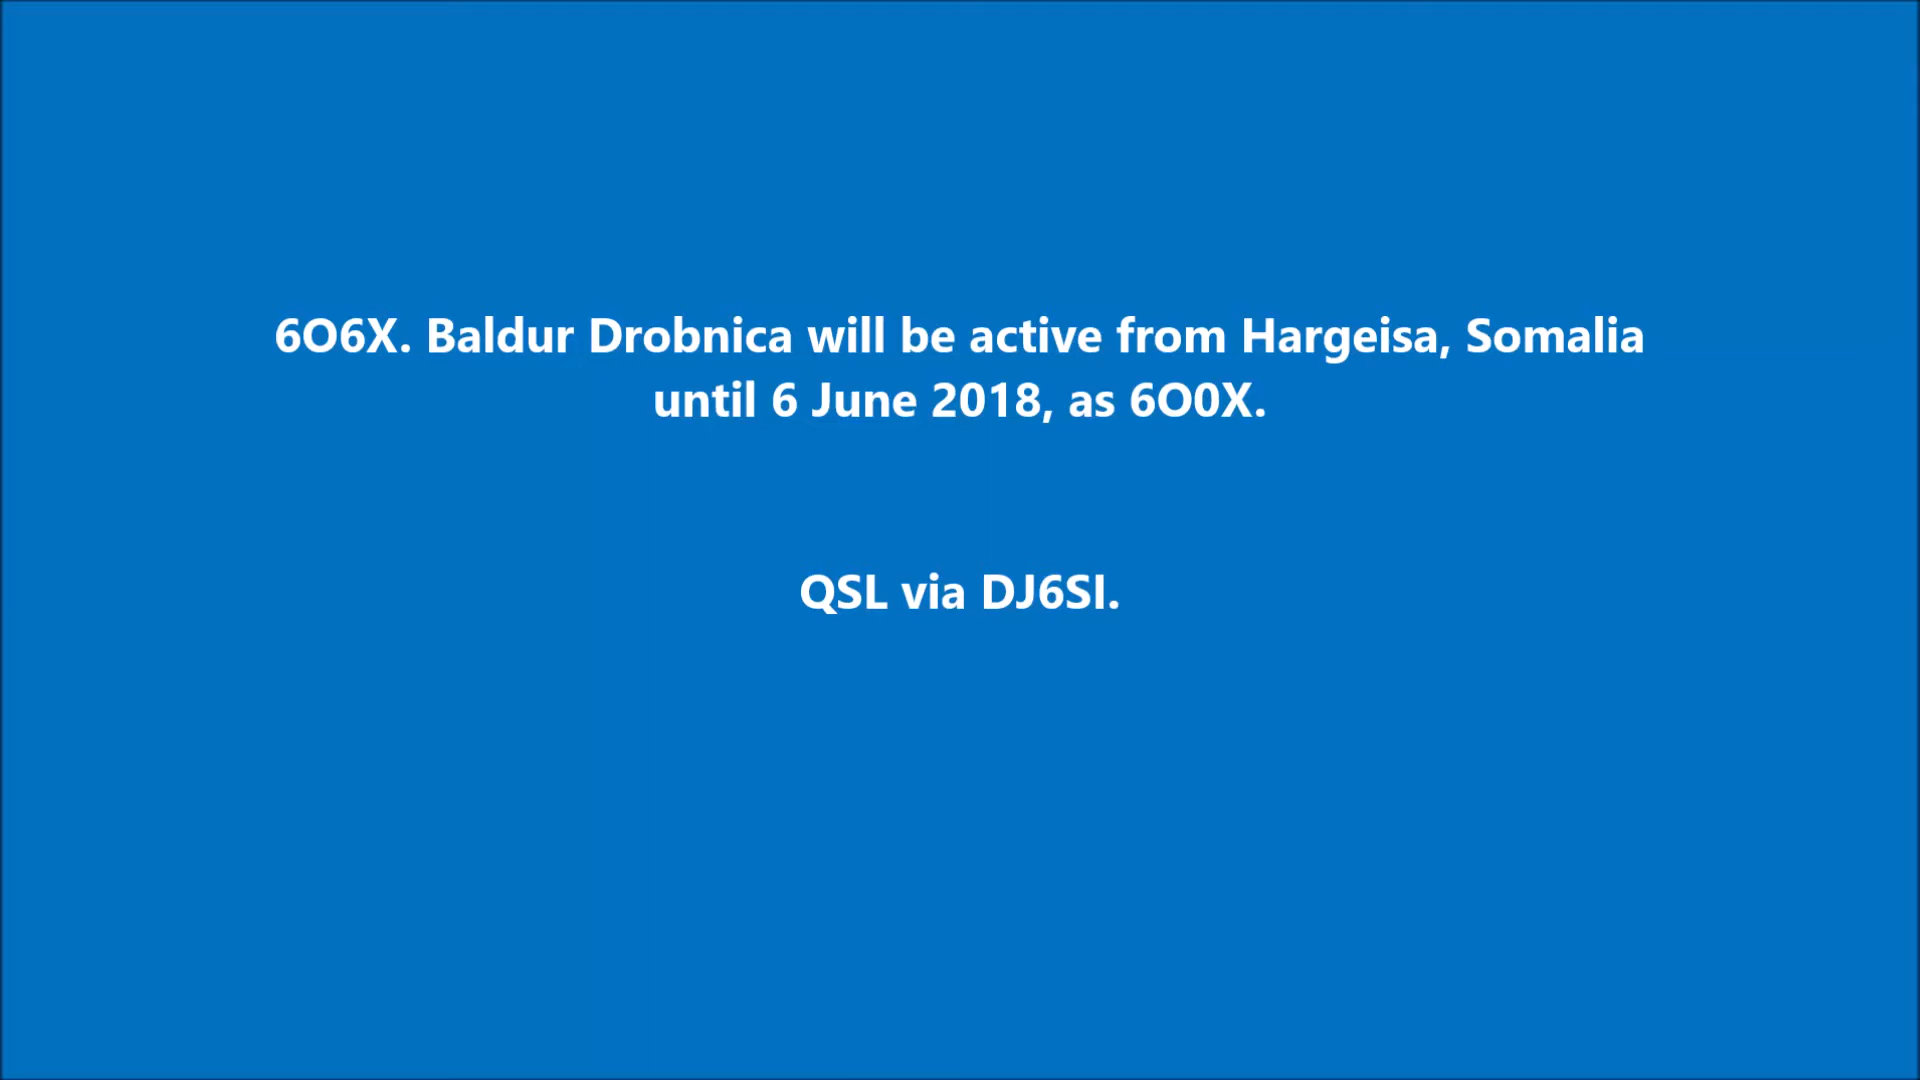 6O6X. Baldur Drobnica will be active from Hargeisa, Somalia
until 6 June 2018, as 6O0X.
QSL via DJ6SI.